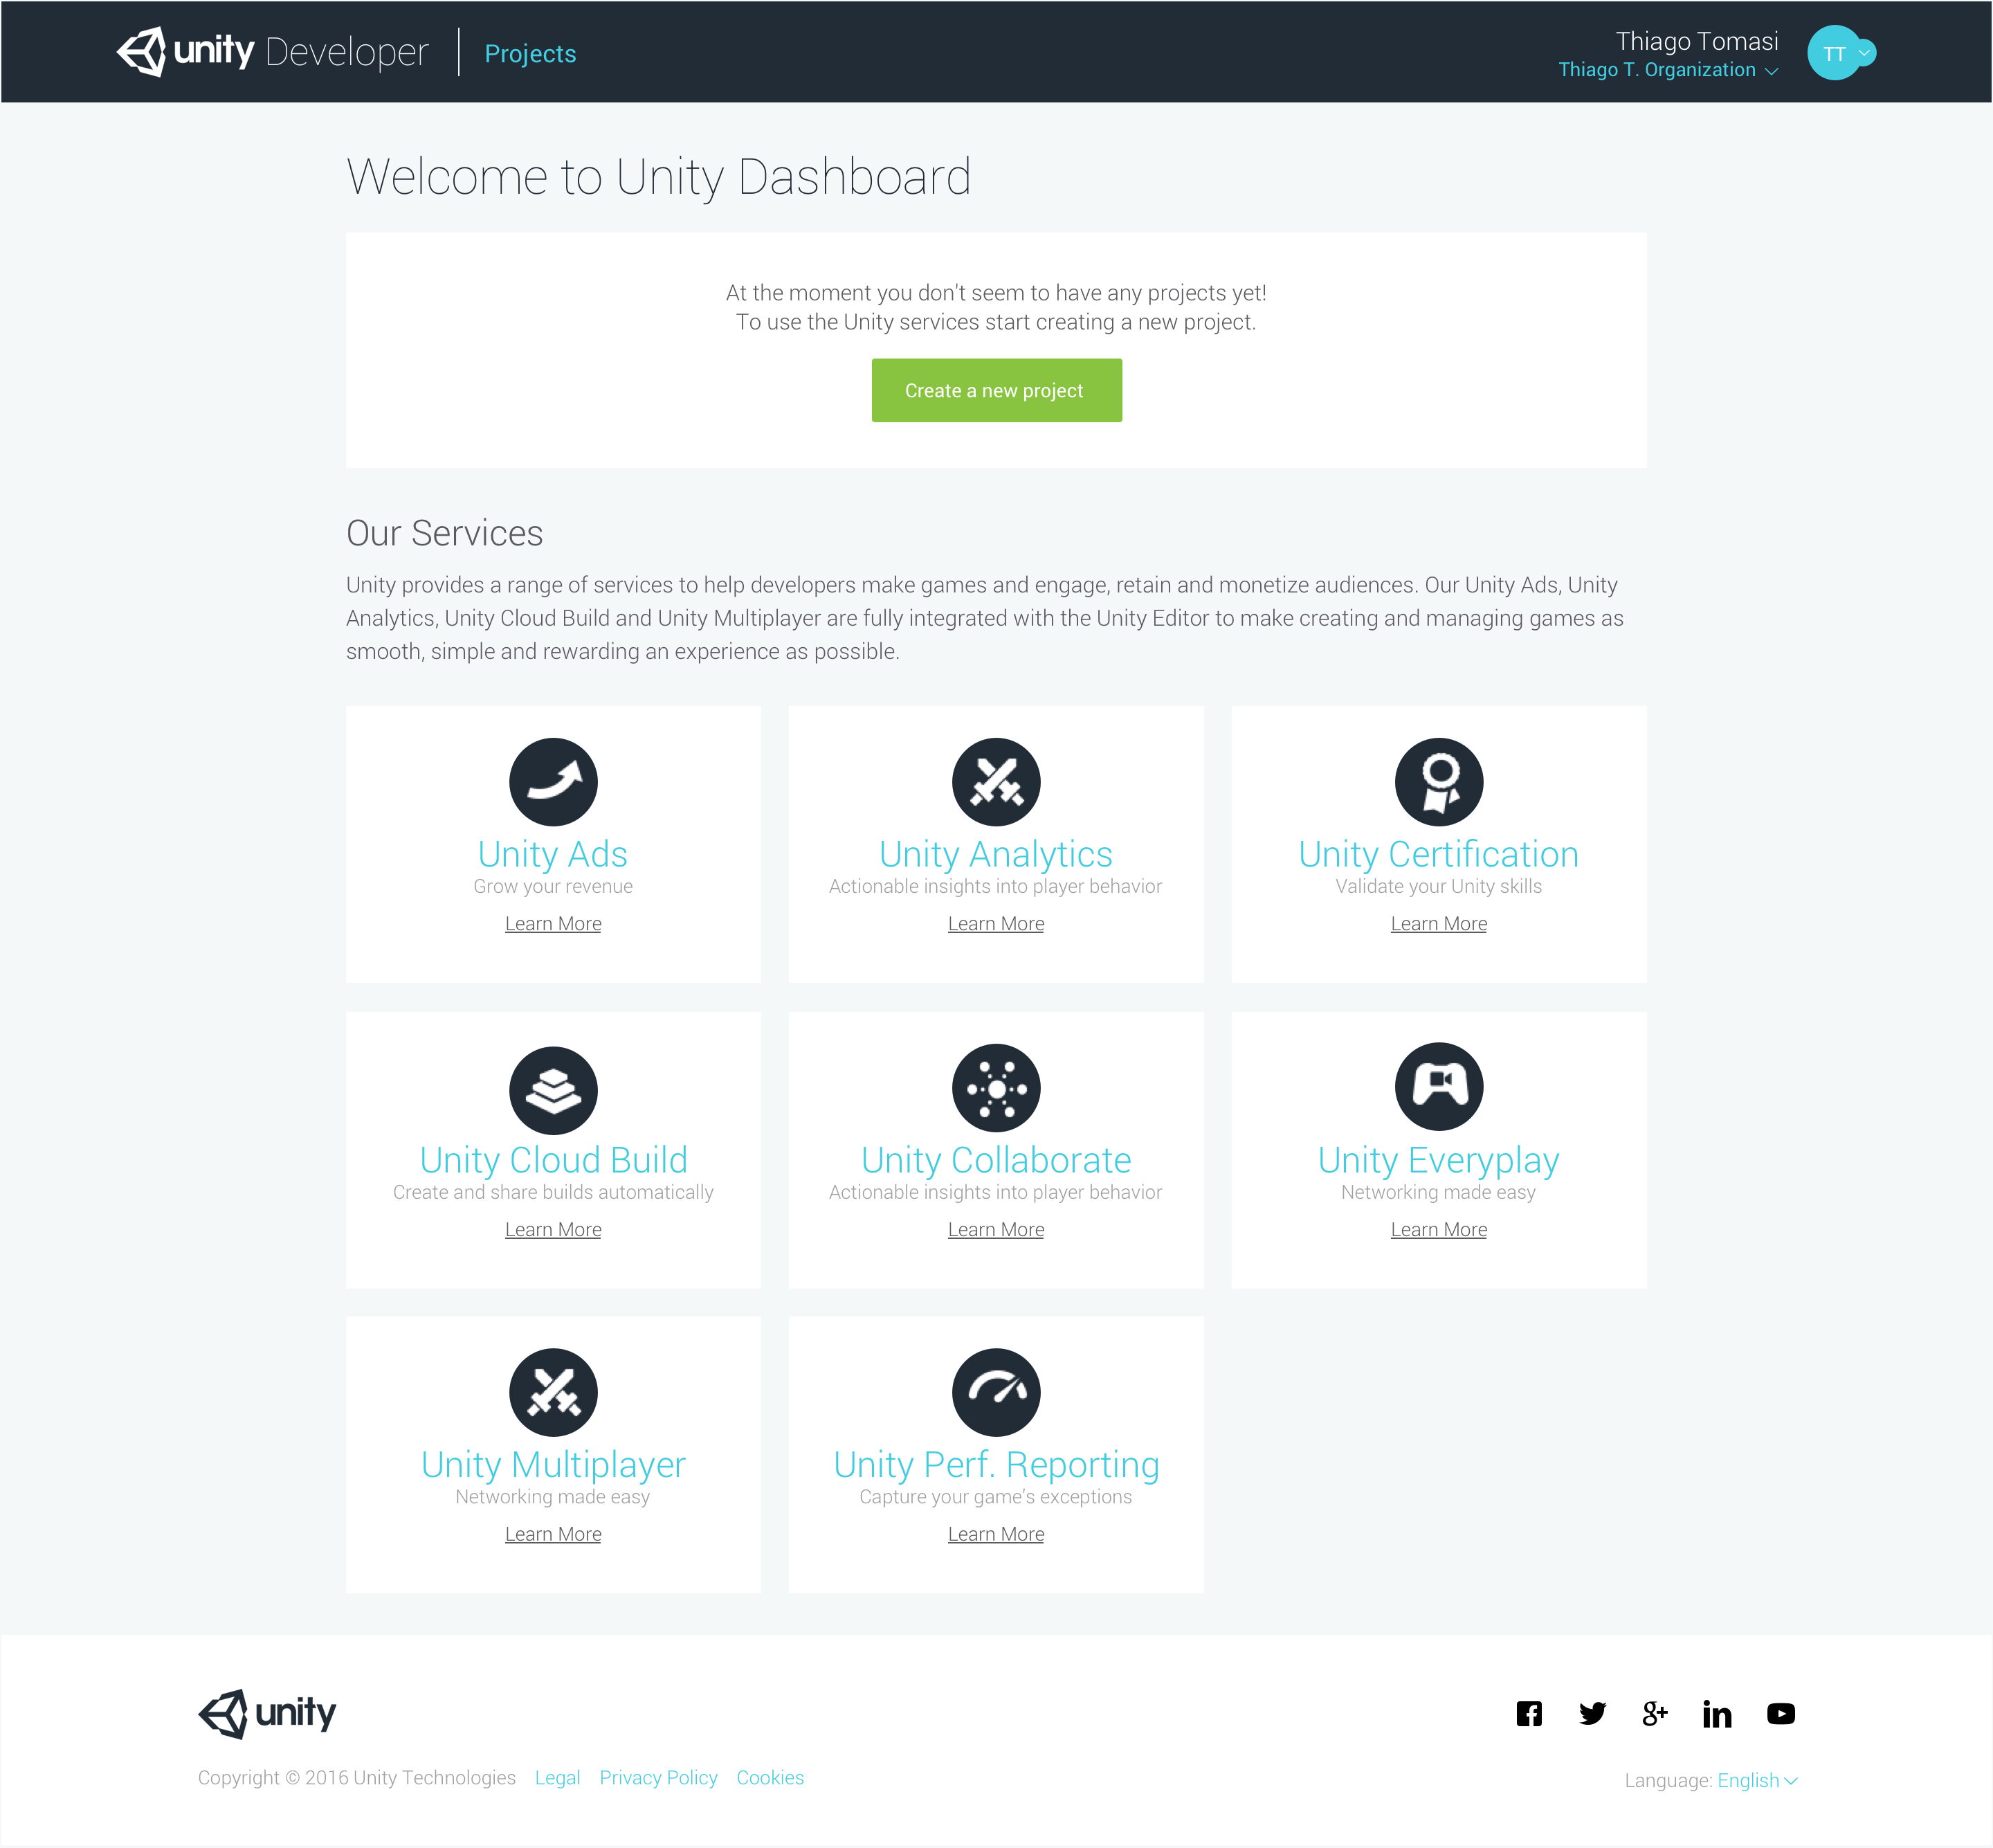 unity Developer
Projects
Thiago Tomasi
Thiago T. Organization
TT
Welcome to Unity Dashboard
At the moment you don't seem to have any projects yet!
To use the Unity services start creating a new project.
Create a new project
Our Services
Unity provides a range of services to help developers make games and engage, retain and monetize audiences. Our Unity Ads, Unity
Analytics, Unity Cloud Build and Unity Multiplayer are fully integrated with the Unity Editor to make creating and managing games as
smooth, simple and rewarding an experience as possible.
Unity Ads
Grow your revenue
Learn More
Unity Analytics
Actionable insights into player behavior
Learn More
Unity Certification
Validate your Unity skills
Learn More
Unity Cloud Build
Create and share builds automatically
Learn More
Unity Collaborate
Actionable insights into player behavior
Learn More
Unity Everyplay
Networking made easy
Learn More
Unity Multiplayer
Networking made easy
Learn More
Unity Perf. Reporting
Capture your game’s exceptions
Learn More
unity
Copyright © 2016 Unity Technologies Legal Privacy Policy Cookies
Language: English